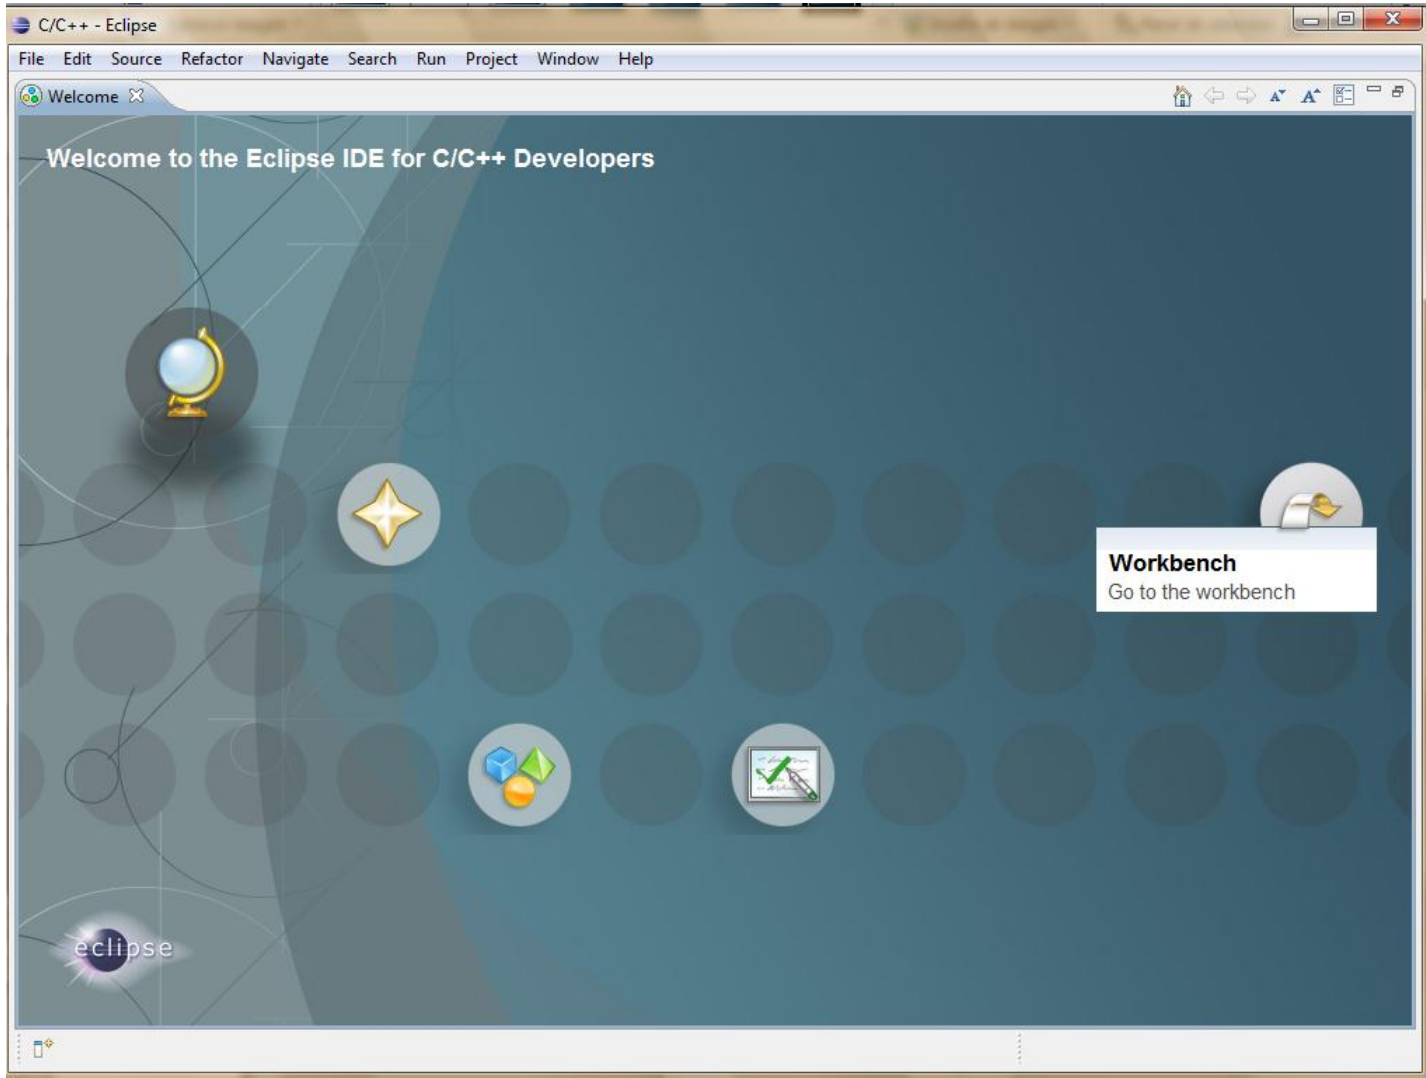 C/C++ - Eclipse
File Edit Source Refactor Navigate Search Run Project Window Help
Welcome
Welcome to the Eclipse IDE for C/C++ Developers
Workbench
Go to the workbench
eclipse